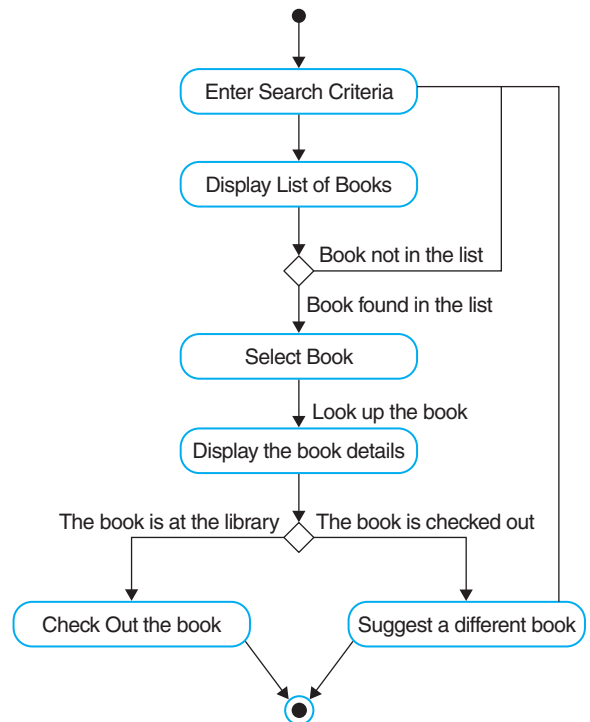 Enter Search Criteria
Display List of Books
Book not in the list
Book found in the list
Select Book
Look up the book
Display the book details
The book is at the library
The book is checked out
Check Out the book
Suggest a different book